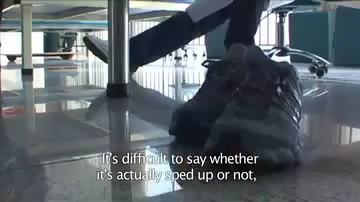 It's difficult to say whether
it's actually sped up or not,